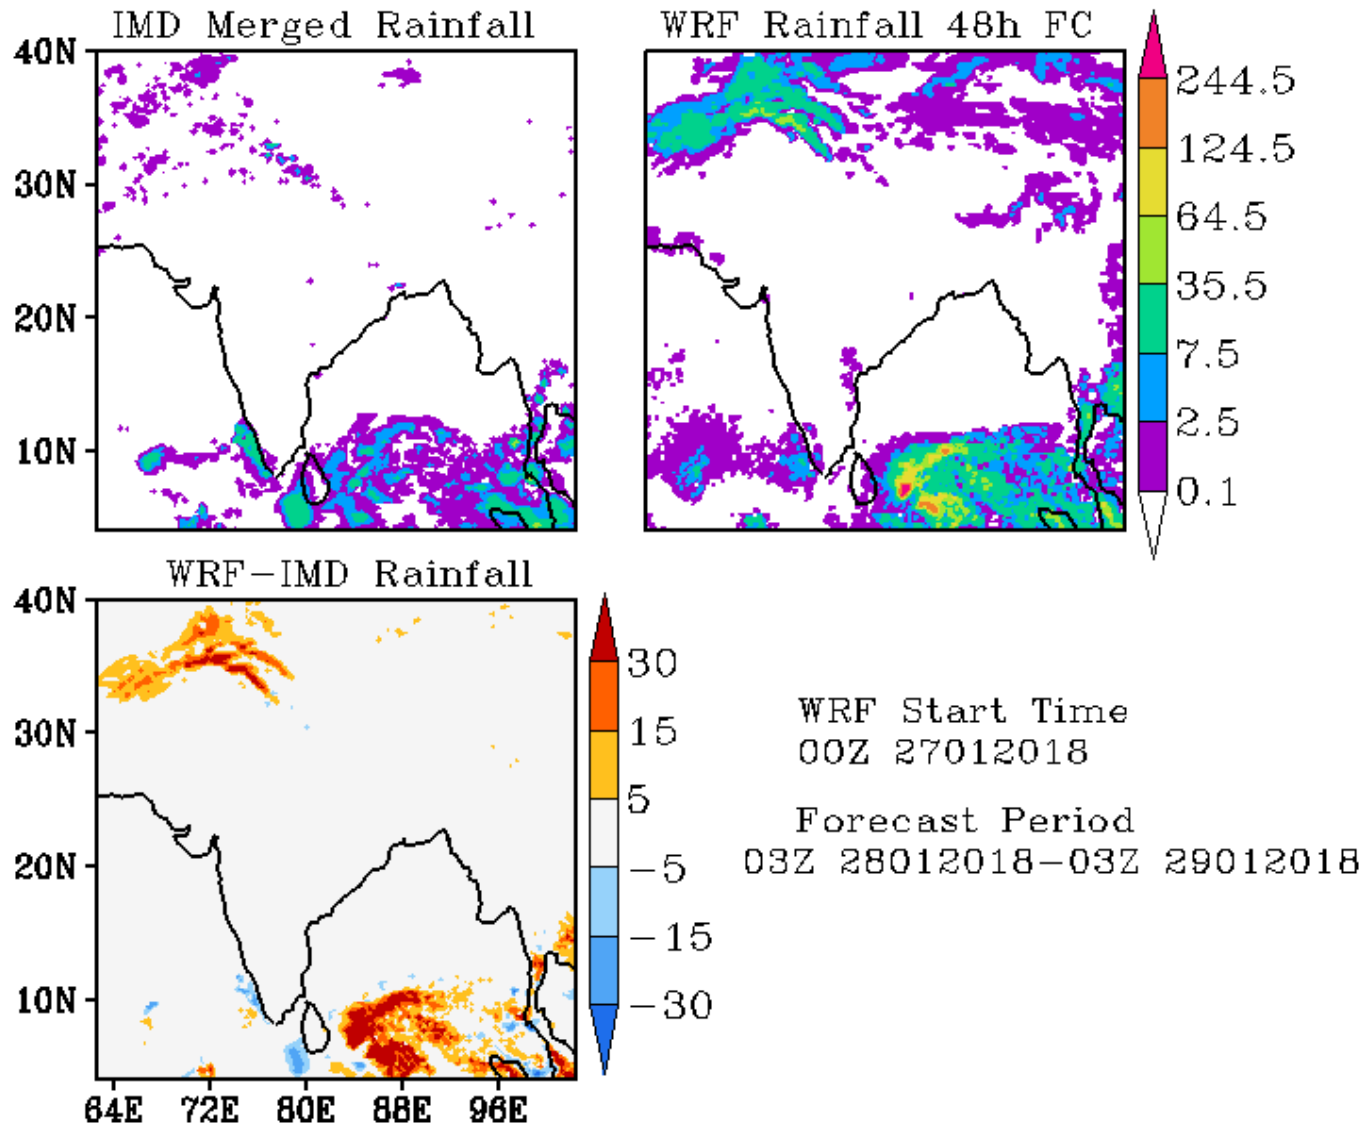 IMD Merged Rainfall
40N
30N
20N
10N
WRF Rainfall 48h FC
244.5
124.5
64.5
35.5
7.5
2.5
0.1
WRF-IMD Rainfall
40N
30N
20N
10N
64E 72E 80E 88E 96E
30
15
5
-5
-15
-30
WRF Start Time
00Z 27012018
Forecast Period
03Z 28012018-03Z 29012018